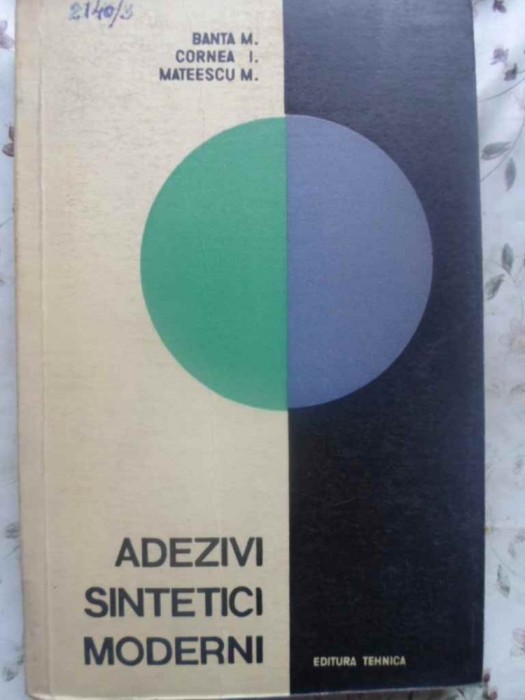 2140/3
BANTA M.
CORNEA I.
MATEESCU M.
ADEZIVI
SINTETICI
MODERNI
EDITURA TEHNICA